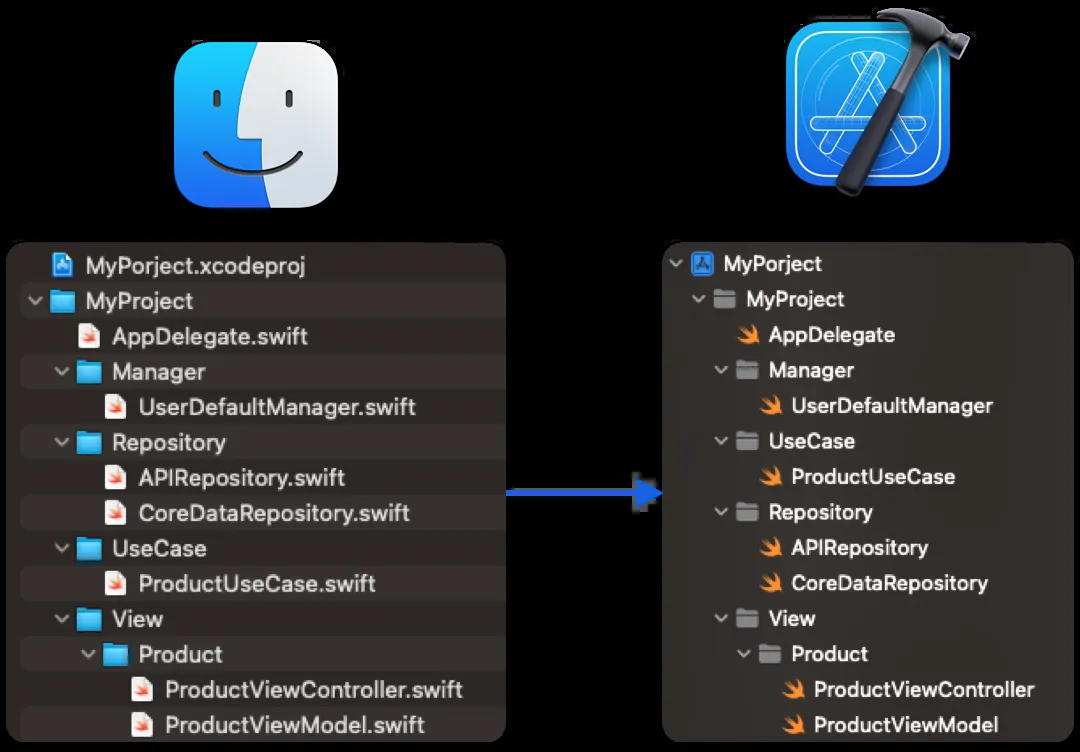 MyPorject.xcodeproj
MyProject
AppDelegate.swift
Manager
UserDefaultManager.swift
Repository
APIRepository.swift
CoreDataRepository.swift
UseCase
ProductUseCase.swift
View
Product
ProductViewController.swift
ProductViewModel.swift
MyPorject
MyProject
AppDelegate
Manager
UserDefaultManager
UseCase
ProductUseCase
Repository
APIRepository
CoreDataRepository
View
Product
ProductViewController
ProductViewModel